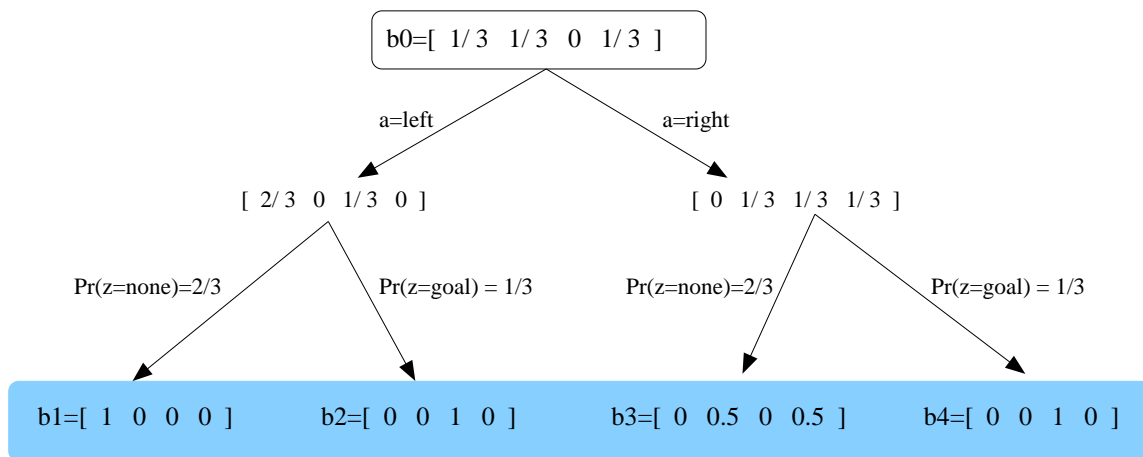 b0=[ 1/3 1/3 0 1/3 ]
a=left
a=right
[ 2/3 0 1/3 0 ]
[ 0 1/3 1/3 1/3 ]
Pr(z=none)=2/3
Pr(z=goal) = 1/3
Pr(z=none)=2/3
Pr(z=goal) = 1/3
b1=[ 1 0 0 0 ]
b2=[ 0 0 1 0 ]
b3=[ 0 0.5 0 0.5 ]
b4=[ 0 0 1 0 ]